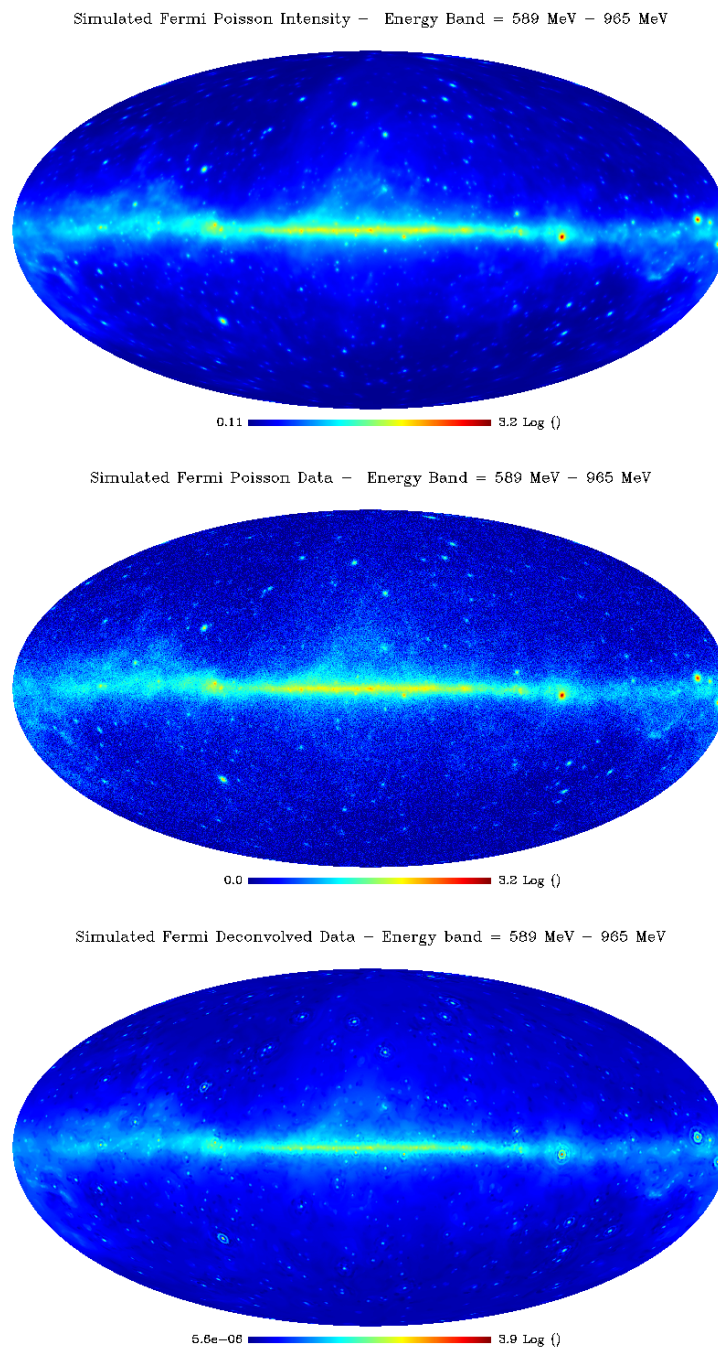 Simulated Fermi Poisson Intensity – Energy Band = 589 MeV – 965 MeV
0.11 3.2 Log ()
Simulated Fermi Poisson Data – Energy Band = 589 MeV – 965 MeV
0.0 3.2 Log ()
Simulated Fermi Deconvolved Data – Energy band = 589 MeV – 965 MeV
5.6e-06 3.9 Log ()